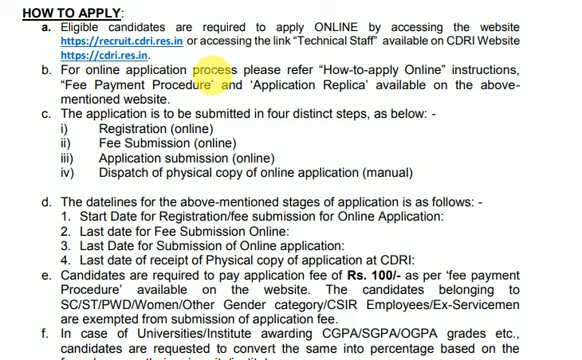 HOW TO APPLY:
a. Eligible candidates are required to apply ONLINE by accessing the website
https://recruit.cdri.res.in or accessing the link “Technical Staff” available on CDRI Website
https://cdri.res.in.
b. For online application process please refer “How-to-apply Online” instructions,
“Fee Payment Procedure’ and ‘Application Replica’ available on the above-
mentioned website.
c. The application is to be submitted in four distinct steps, as below: -
i) Registration (online)
ii) Fee Submission (online)
iii) Application submission (online)
iv) Dispatch of physical copy of online application (manual)
d. The datelines for the above-mentioned stages of application is as follows: -
1. Start Date for Registration/fee submission for Online Application:
2. Last date for Fee Submission Online:
3. Last Date for Submission of Online application:
4. Last date of receipt of Physical copy of application at CDRI:
e. Candidates are required to pay application fee of Rs. 100/- as per ‘fee payment
Procedure’ available on the website. The candidates belonging to
SC/ST/PWD/Women/Other Gender category/CSIR Employees/Ex-Servicemen
are exempted from submission of application fee.
f. In case of Universities/Institute awarding CGPA/SGPA/OGPA grades etc.,
candidates are requested to convert the same into percentage based on the